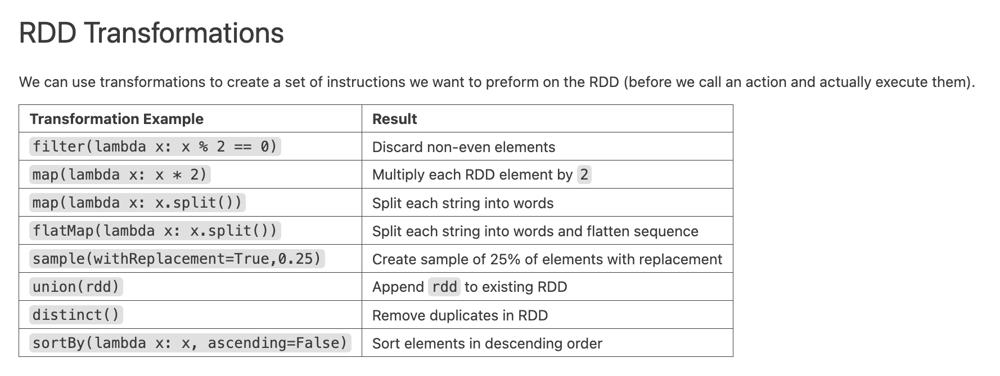 RDD Transformations
We can use transformations to create a set of instructions we want to preform on the RDD (before we call an action and actually execute them).
Transformation Example Result
filter(lambda x: x % 2 == 0) Discard non-even elements
map(lambda x: x * 2) Multiply each RDD element by 2
map(lambda x: x.split()) Split each string into words
flatMap(lambda x: x.split()) Split each string into words and flatten sequence
sample(withReplacement=True,0.25) Create sample of 25% of elements with replacement
union(rdd) Append rdd to existing RDD
distinct() Remove duplicates in RDD
sortBy(lambda x: x, ascending=False) Sort elements in descending order